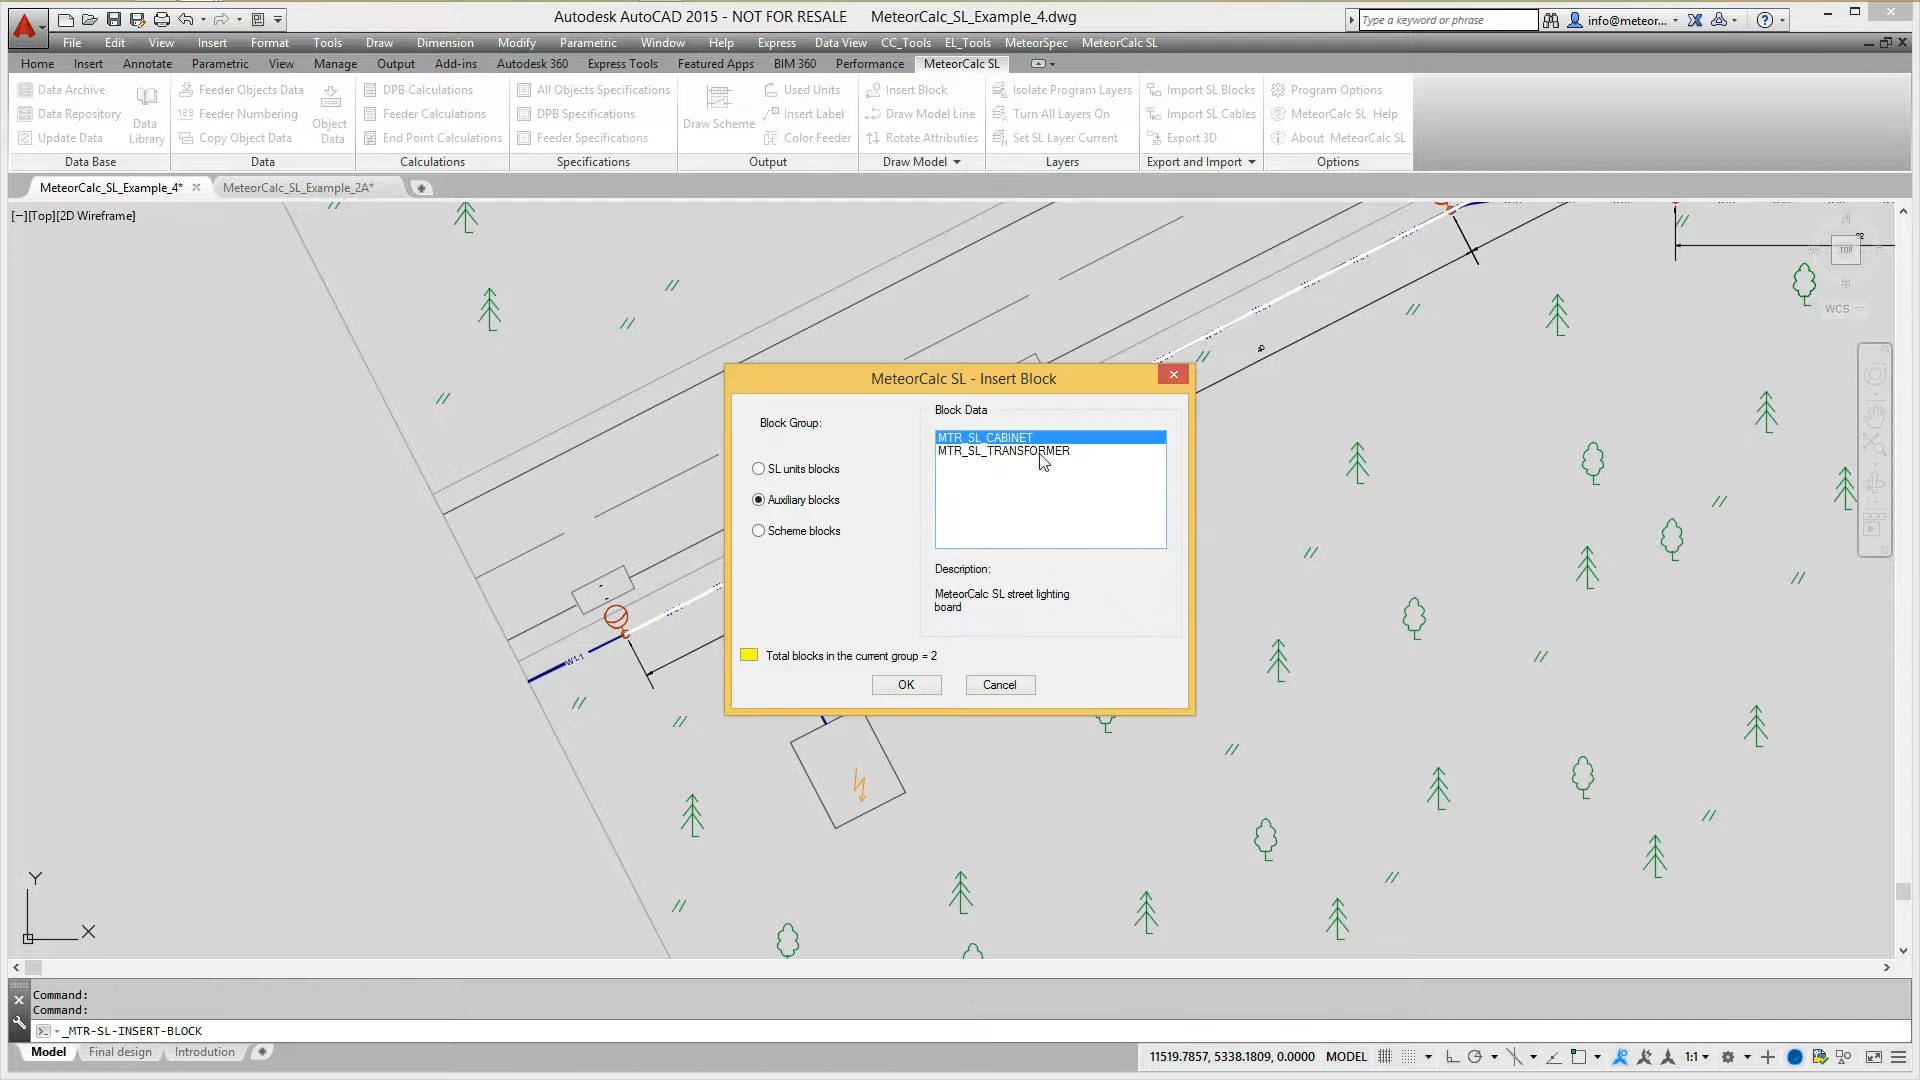 Autodesk AutoCAD 2015 - NOT FOR RESALE MeteorCalc_SL_Example_4.dwg
Type a keyword or phrase
info@meteor...
File Edit View Insert Format Tools Draw Dimension Modify Parametric Window Help Express Data View CC_Tools EL_Tools MeteorSpec MeteorCalc SL
Home Insert Annotate Parametric View Manage Output Add-ins Autodesk 360 Express Tools Featured Apps BIM 360 Performance MeteorCalc SL
Data Archive Feeder Objects Data DPB Calculations All Objects Specifications Used Units Insert Block Isolate Program Layers Import SL Blocks Program Options
Data Repository Feeder Numbering Feeder Calculations DPB Specifications Insert Label Draw Model Line Turn All Layers On Import SL Cables MeteorCalc SL Help
Data Library Object Data Draw Scheme
Update Data Copy Object Data End Point Calculations Feeder Specifications Color Feeder Rotate Attributes Set SL Layer Current Export 3D About MeteorCalc SL
Data Base Data Calculations Specifications Output Draw Model Layers Export and Import Options
MeteorCalc_SL_Example_4* MeteorCalc_SL_Example_2A*
[−][Top][2D Wireframe]
TOP
WCS
MeteorCalc SL - Insert Block
Block Group:
SL units blocks
Auxiliary blocks
Scheme blocks
Block Data
MTR_SL_CABINET
MTR_SL_TRANSFORMER
Description:
MeteorCalc SL street lighting
board
Total blocks in the current group = 2
OK Cancel
W1.1
Y
X
Command:
Command:
_MTR-SL-INSERT-BLOCK
Model Final design Introdution
11519.7857, 5338.1809, 0.0000 MODEL 1:1